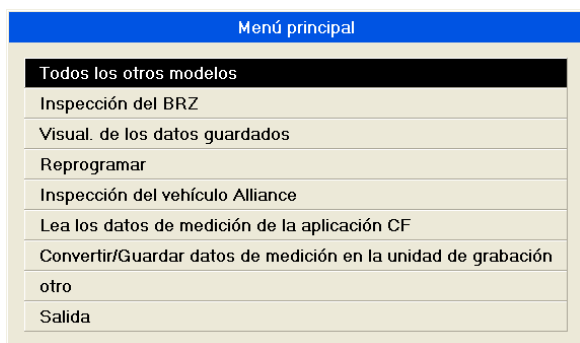 Menú principal
Todos los otros modelos
Inspección del BRZ
Visual. de los datos guardados
Reprogramar
Inspección del vehículo Alliance
Lea los datos de medición de la aplicación CF
Convertir/Guardar datos de medición en la unidad de grabación
otro
Salida